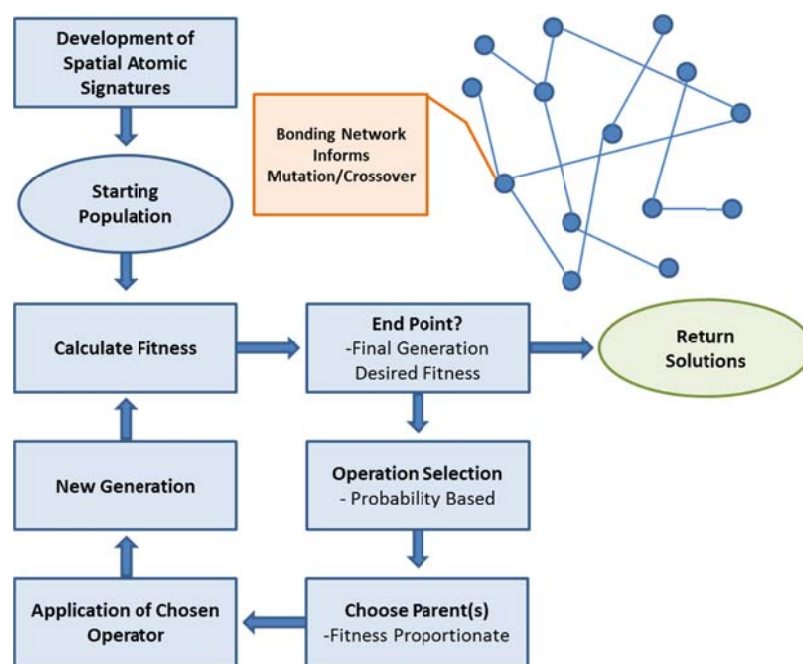 Development of
Spatial Atomic
Signatures
Bonding Network
Informs
Mutation/Crossover
Starting
Population
Calculate Fitness
End Point?
-Final Generation
Desired Fitness
Return
Solutions
New Generation
Operation Selection
- Probability Based
Application of Chosen
Operator
Choose Parent(s)
-Fitness Proportionate